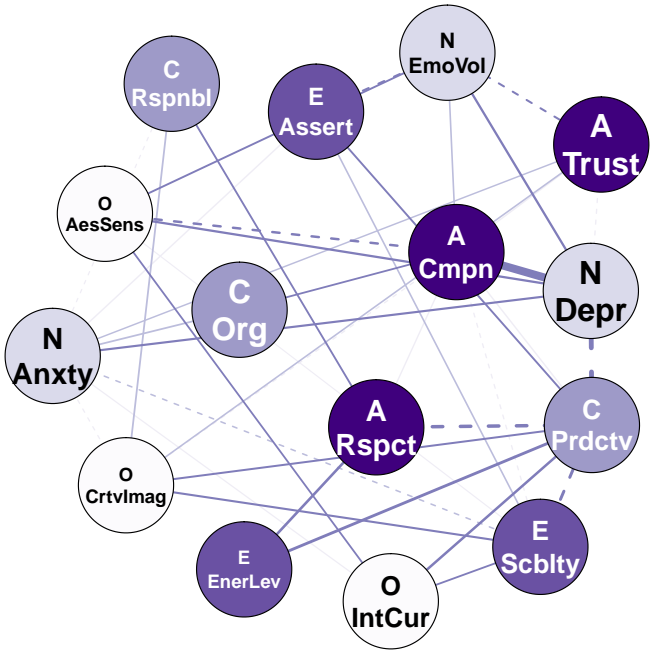 N
EmoVol
C
Rspnbl
E
Assert
A
Trust
O
AesSens
A
Cmpn
N
Depr
C
Org
N
Anxty
A
Rspct
C
Prdctv
O
CrtvImag
E
Scblty
E
EnerLev
O
IntCur